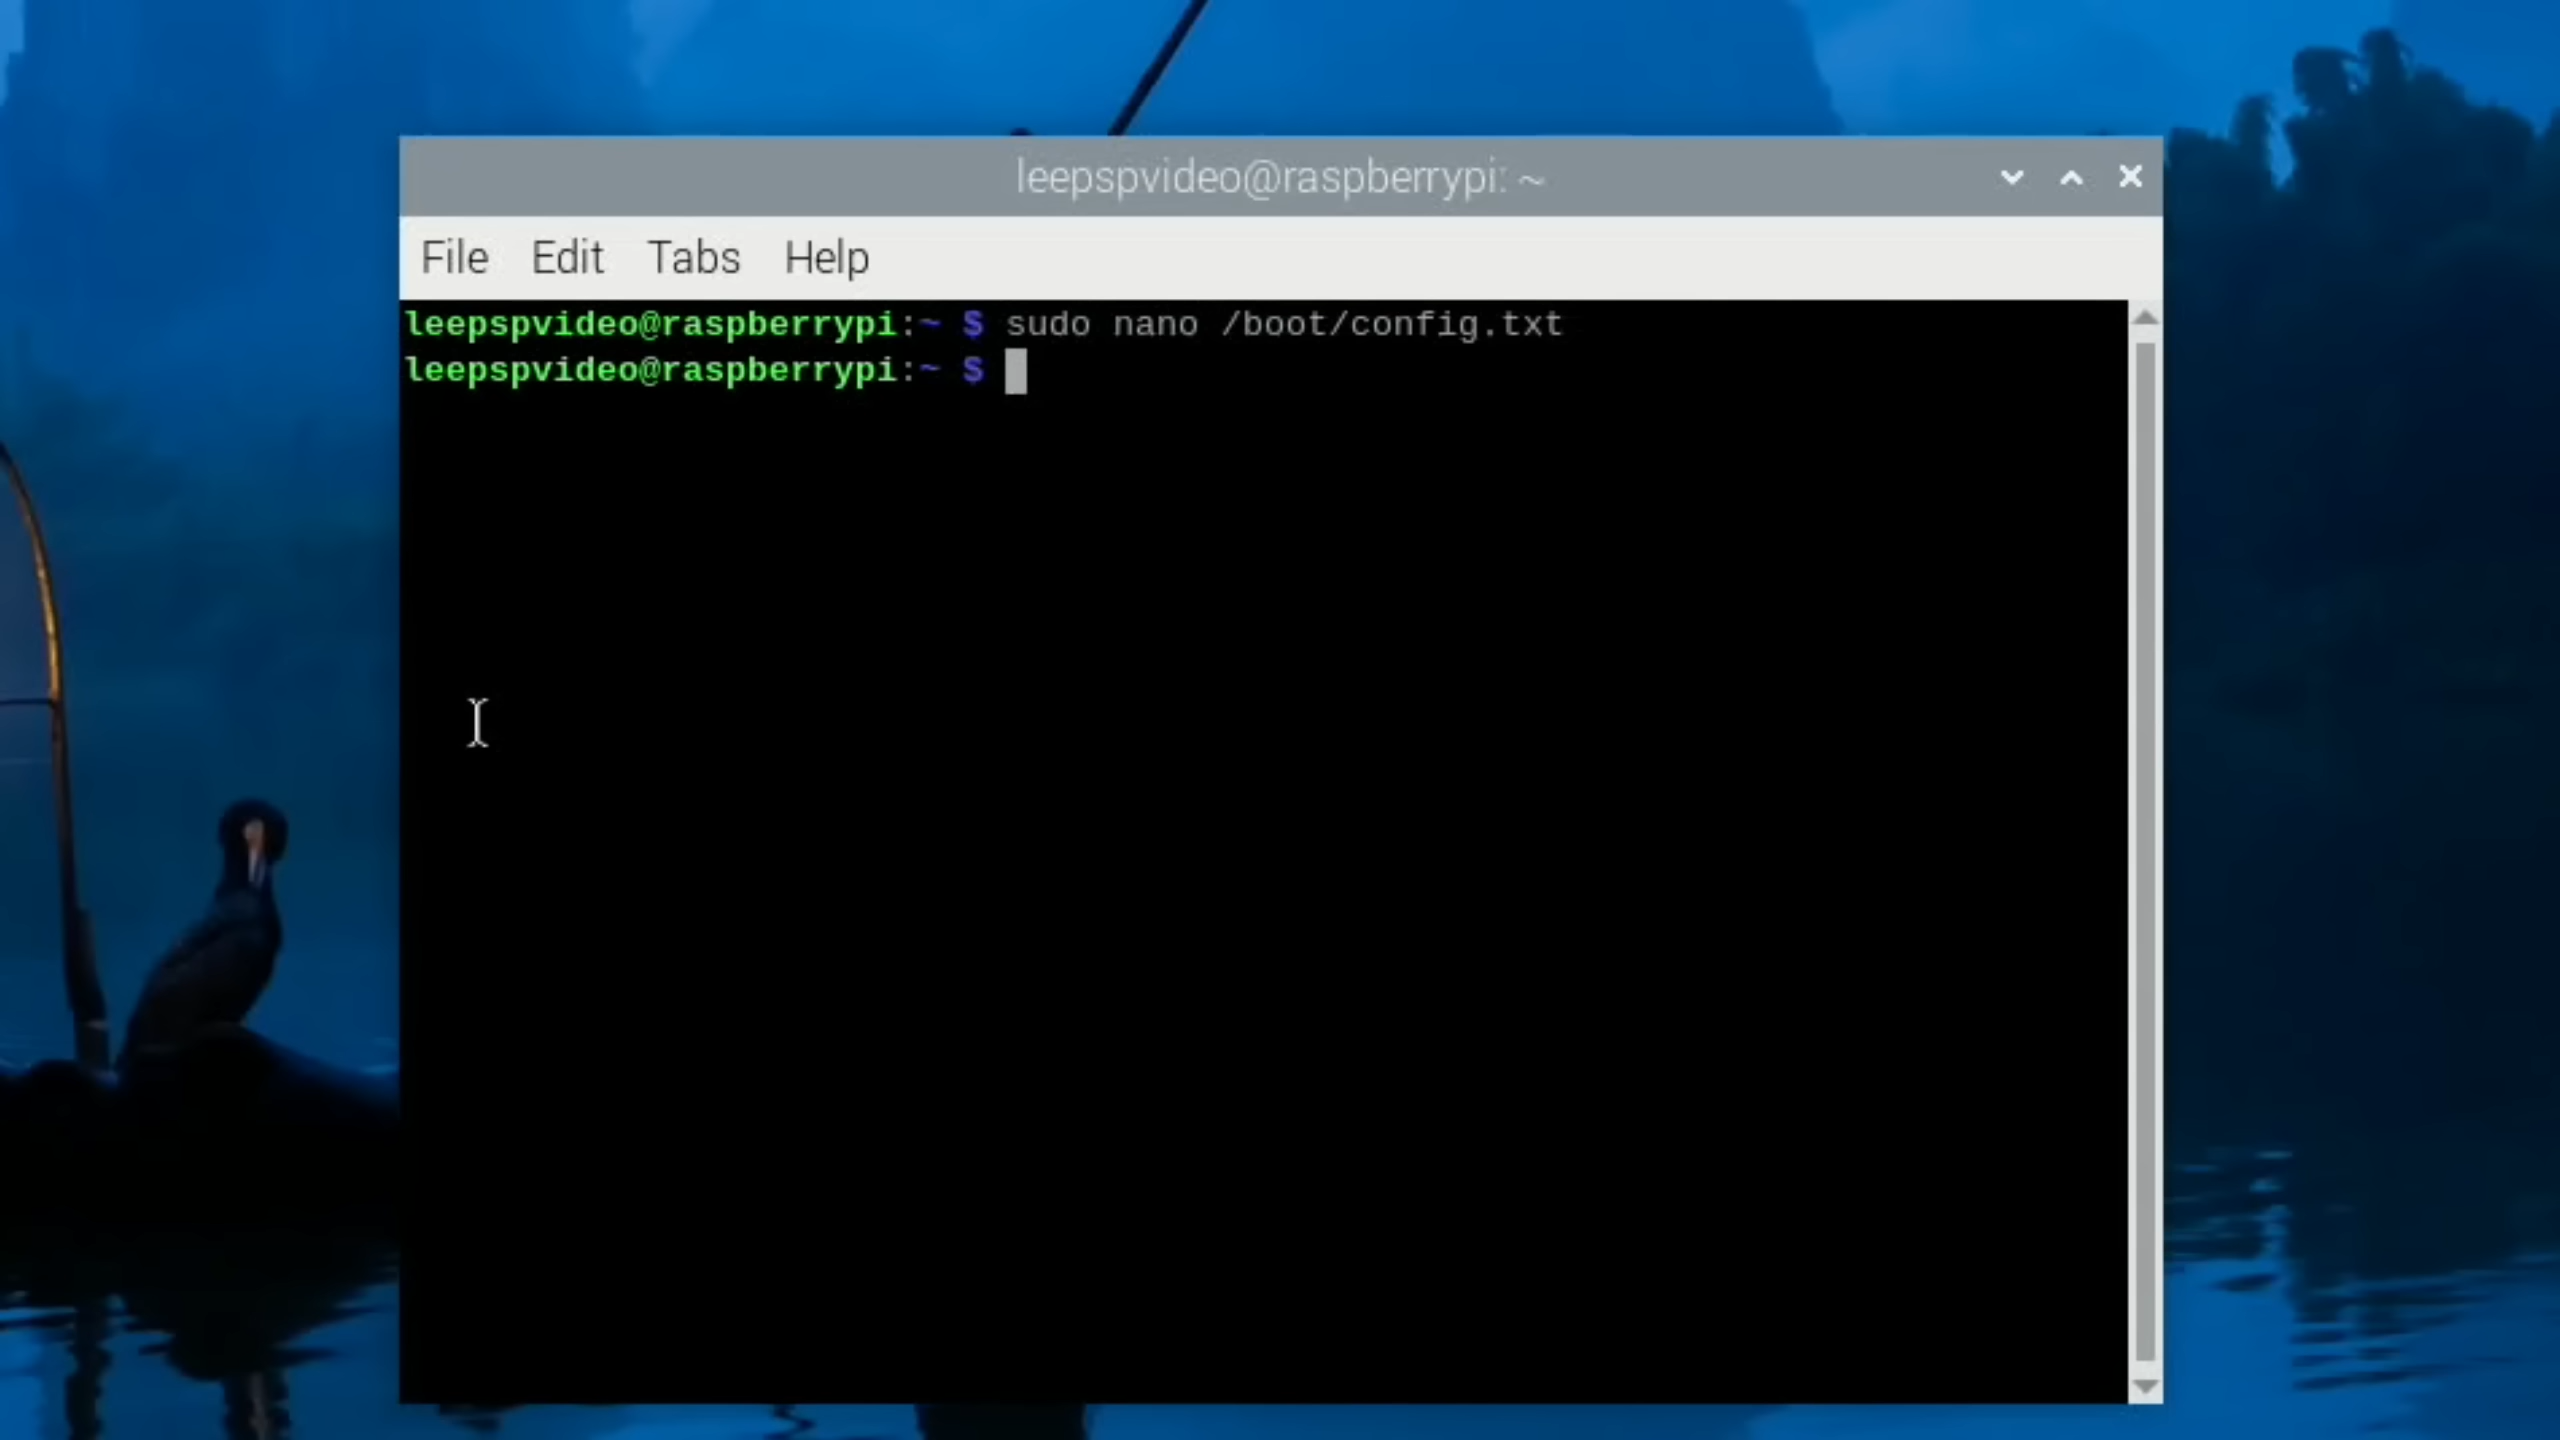 leepspvideo@raspberrypi: ~
File Edit Tabs Help
leepspvideo@raspberrypi:~ $ sudo nano /boot/config.txt
leepspvideo@raspberrypi:~ $